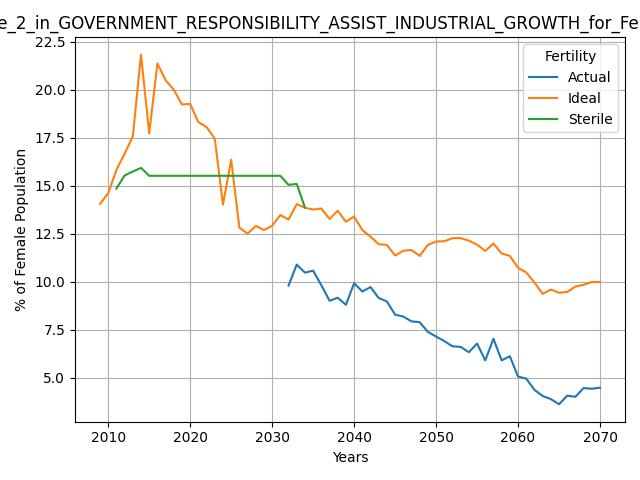 e_2_in_GOVERNMENT_RESPONSIBILITY_ASSIST_INDUSTRIAL_GROWTH_for_Fe
Fertility
Actual
Ideal
Sterile
% of Female Population
22.5
20.0
17.5
15.0
12.5
10.0
7.5
5.0
2010
2020
2030
2040
2050
2060
2070
Years